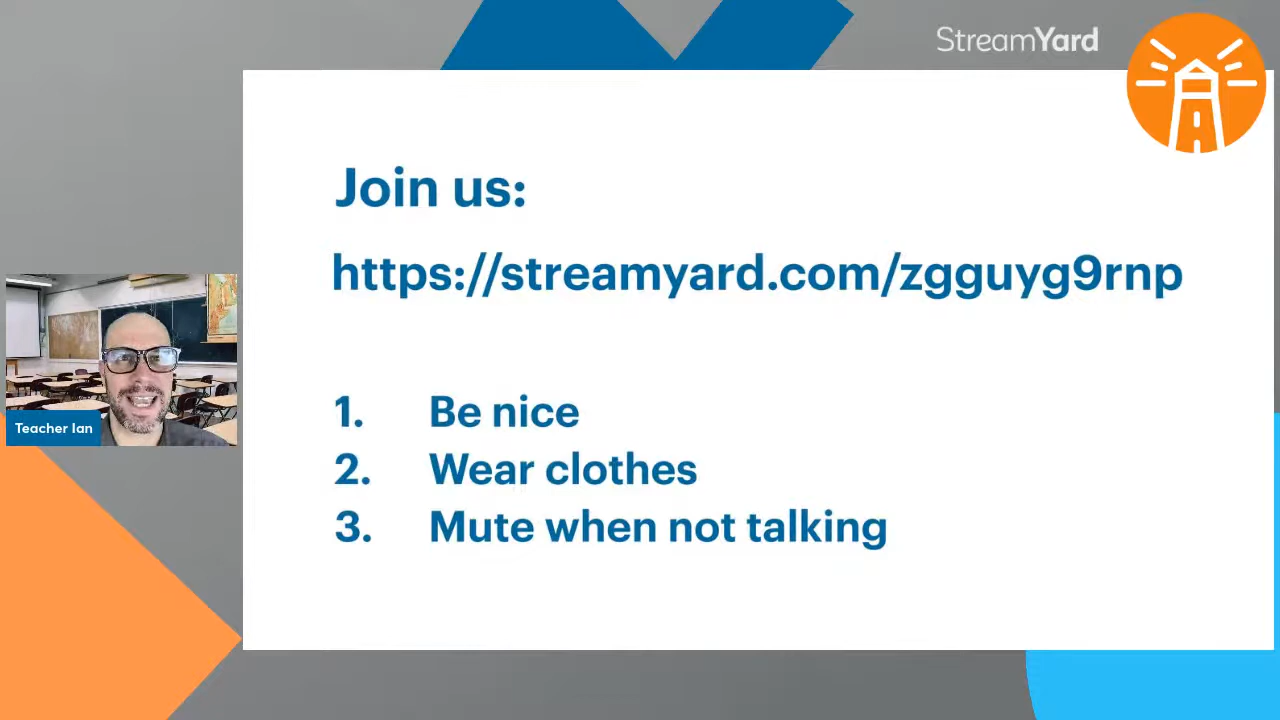 StreamYard
Join us:
https://streamyard.com/zgguyg9rnp
1. Be nice
2. Wear clothes
3. Mute when not talking
Teacher Ian